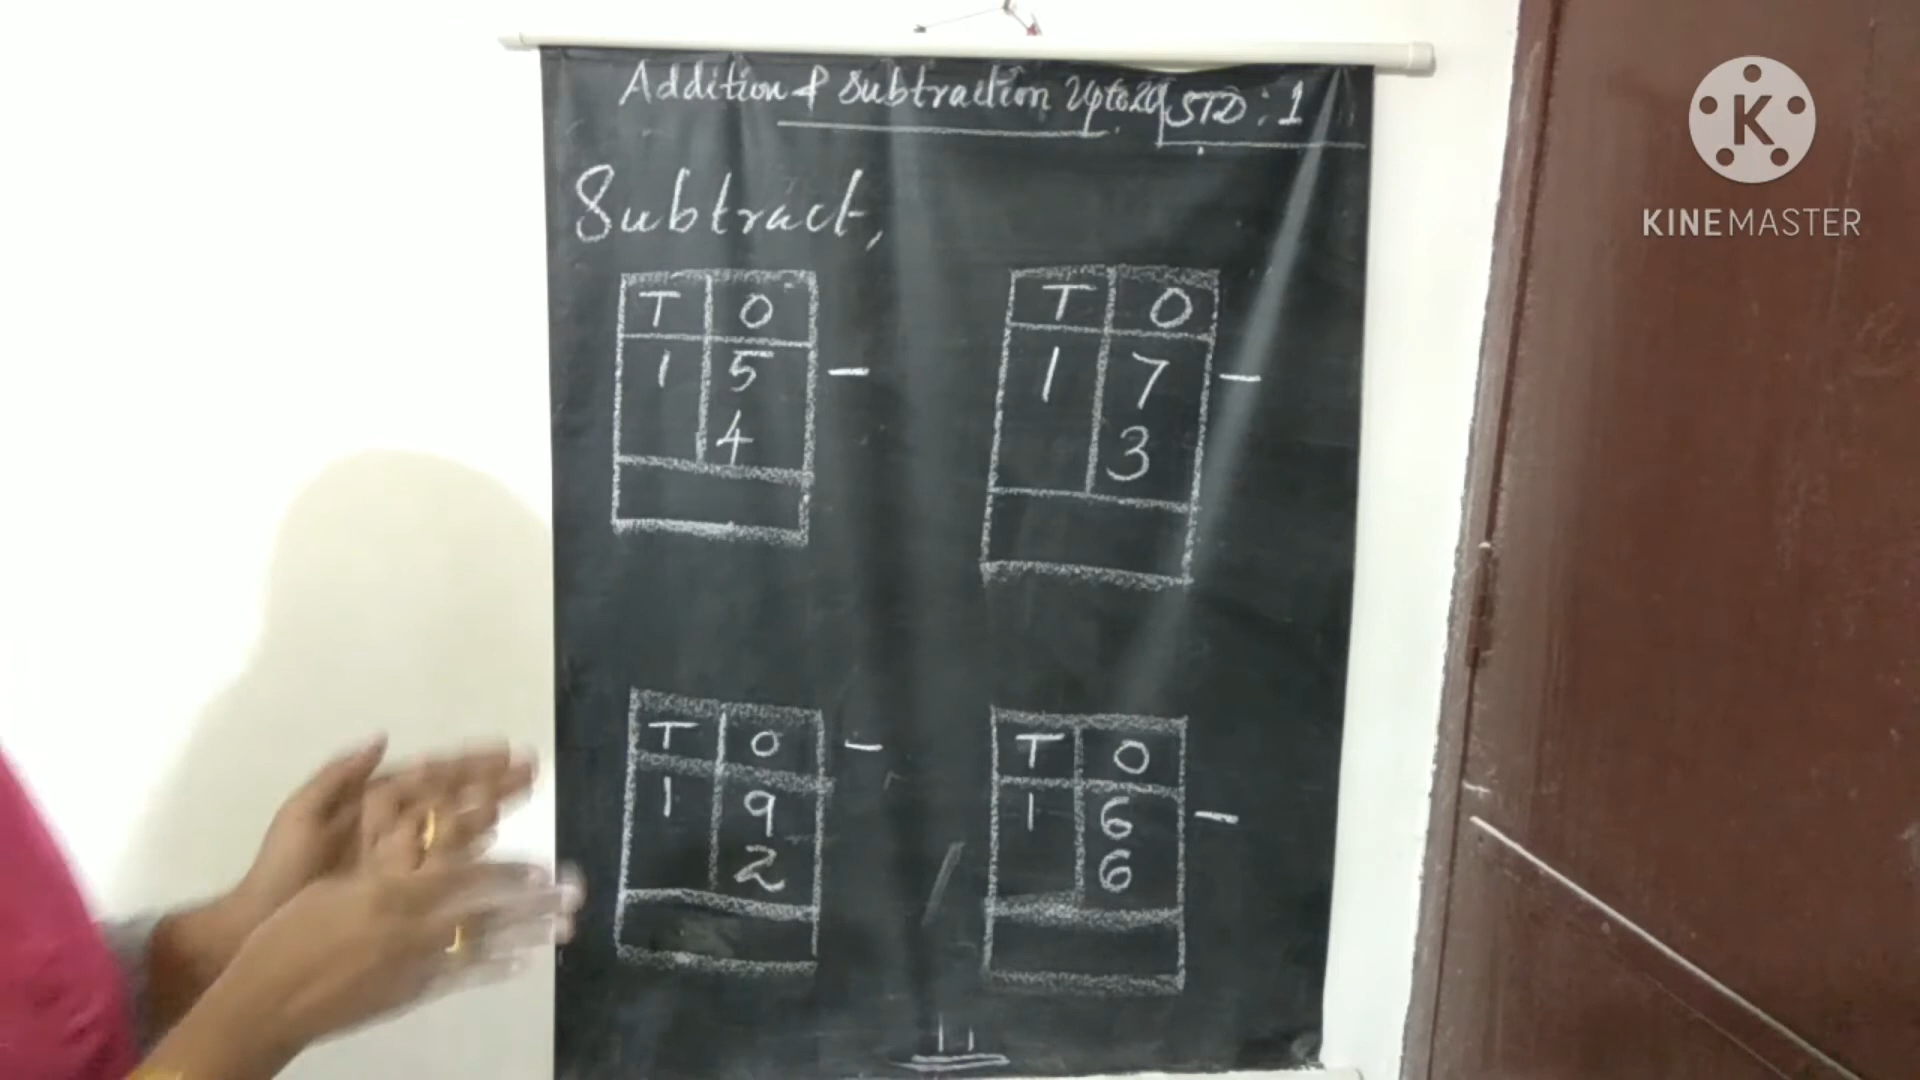 Addition & Subtraction Upto 20 STD : 1
Subtract,
T O
1 5 -
4
T O
1 7 -
3
T O -
1 9
2
T O
1 6 -
6
K
KINEMASTER